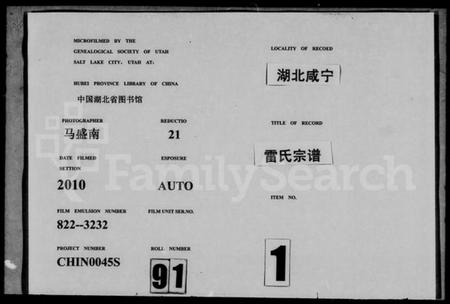 MICROFILMED BY THE
GENEALOGICAL SOCIETY OF UTAH
SALT LAKE CITY, UTAH AT:
HUBEI PROVINCE LIBRARY OF CHINA
中国湖北省图书馆
PHOTOGRAPHER
REDUCTIO
马盛南
21
DATE FILMED
EXPOSURE
SETTION
2010
AUTO
FILM EMULSION NUMBER
FILM UNIT SER.NO.
822--3232
PROJECT NUMBER
ROLL NUMBER
CHIN0045S
91
LOCALITY OF RECOED
湖北咸宁
TITLE OF RECORD
雷氏宗谱
ITEM NO.
1
FamilySearch